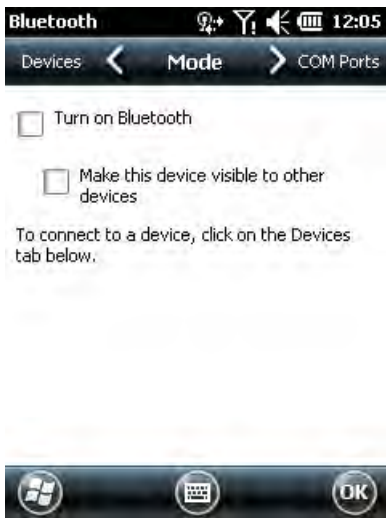 Bluetooth 12:05
Devices Mode COM Ports
Turn on Bluetooth
Make this device visible to other
devices
To connect to a device, click on the Devices
tab below.
OK